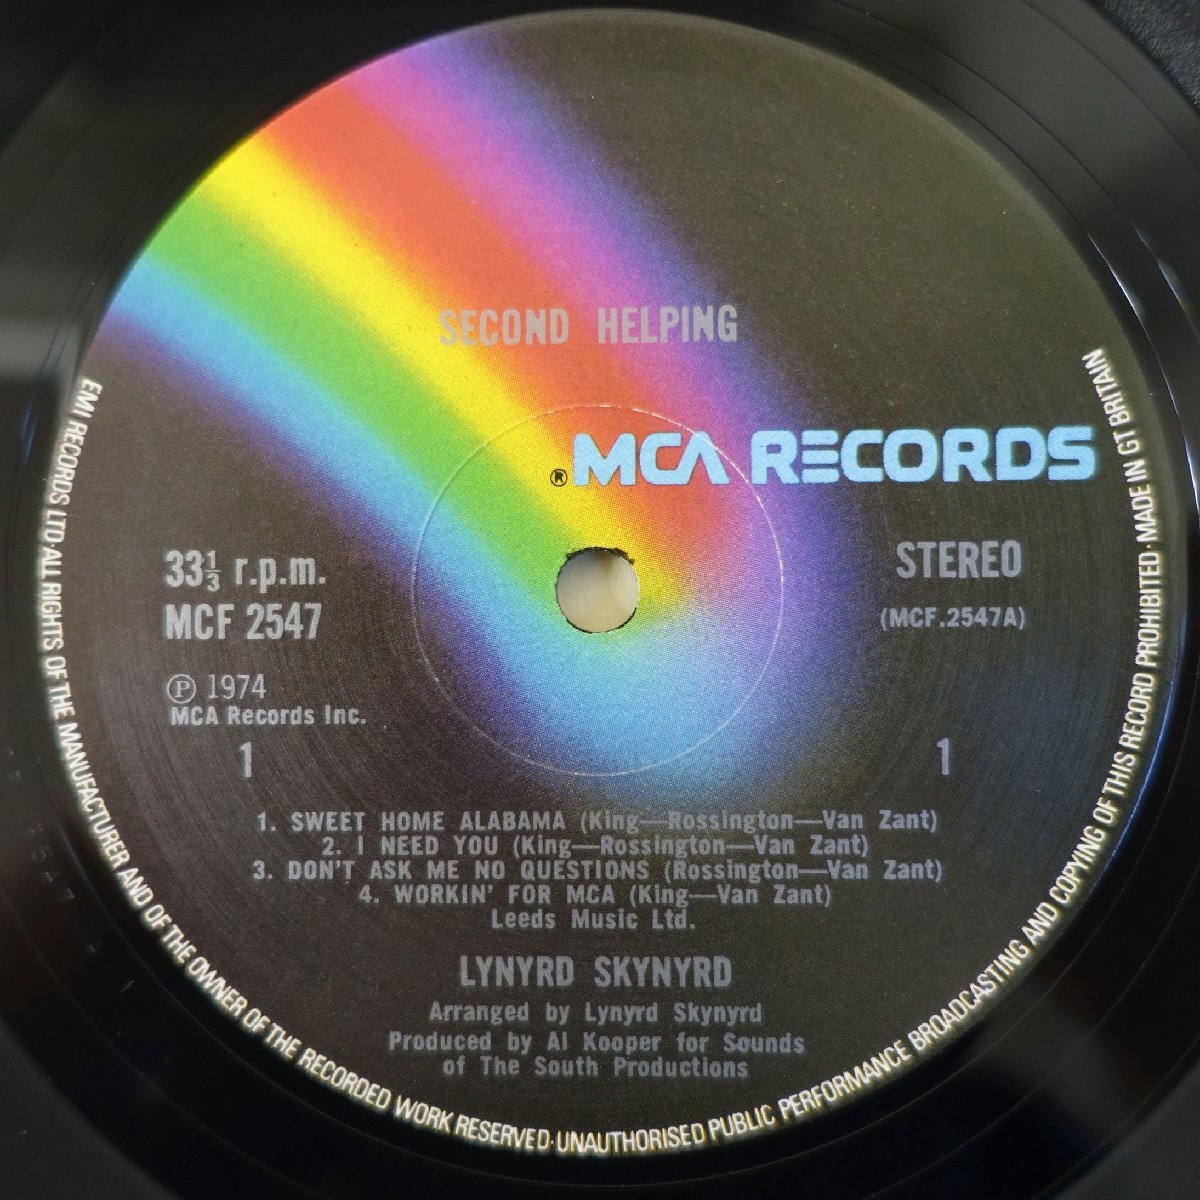 SECOND HELPING
® MCA RECORDS
33⅓ r.p.m.
MCF 2547
STEREO
(MCF.2547A)
℗ 1974
MCA Records Inc.
1
1
1. SWEET HOME ALABAMA (King—Rossington—Van Zant)
2. I NEED YOU (King—Rossington—Van Zant)
3. DON'T ASK ME NO QUESTIONS (Rossington—Van Zant)
4. WORKIN' FOR MCA (King—Van Zant)
Leeds Music Ltd.
LYNYRD SKYNYRD
Arranged by Lynyrd Skynyrd
Produced by Al Kooper for Sounds
of The South Productions
EMI RECORDS LTD·ALL RIGHTS OF THE MANUFACTURER AND OF THE OWNER OF THE RECORDED WORK RESERVED·UNAUTHORISED PUBLIC PERFORMANCE BROADCASTING AND COPYING OF THIS RECORD PROHIBITED·MADE IN GT BRITAIN